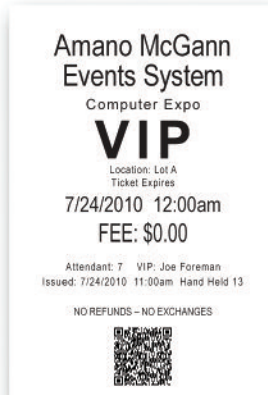 Amano McGann
Events System
Computer Expo
VIP
Location: Lot A
Ticket Expires
7/24/2010 12:00am
FEE: $0.00
Attendant: 7 VIP: Joe Foreman
Issued: 7/24/2010 11:00am Hand Held 13
NO REFUNDS – NO EXCHANGES